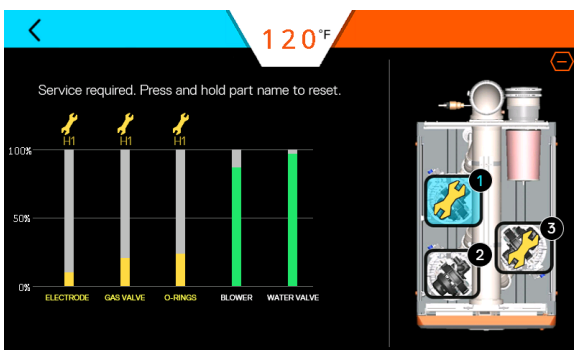 120°F
Service required. Press and hold part name to reset.
H1 H1 H1
100%
50%
0%
ELECTRODE GAS VALVE O-RINGS BLOWER WATER VALVE
1
2
3